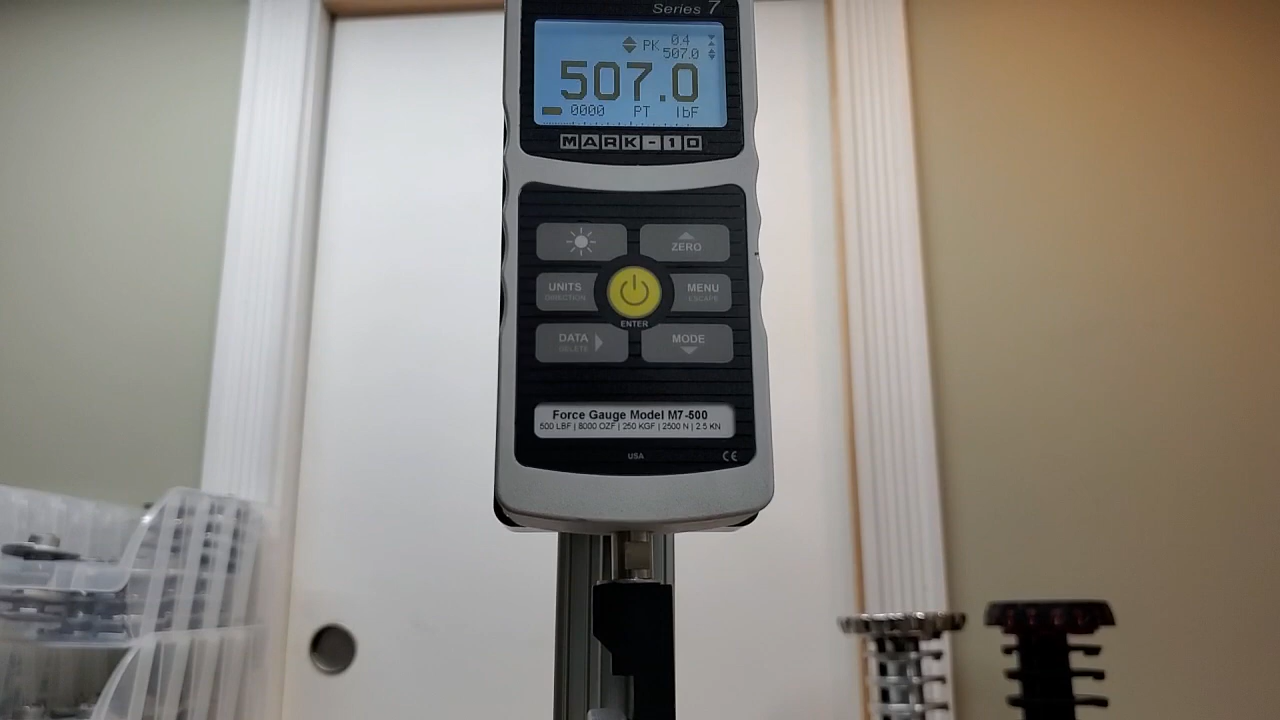 Series 7
PK 0.4
507.0
507.0
0000 PT lbF
MARK-10
ZERO
UNITS
DIRECTION
MENU
ESCAPE
ENTER
DATA
DELETE
MODE
Force Gauge Model M7-500
500 LBF | 8000 OZF | 250 KGF | 2500 N | 2.5 KN
USA CE